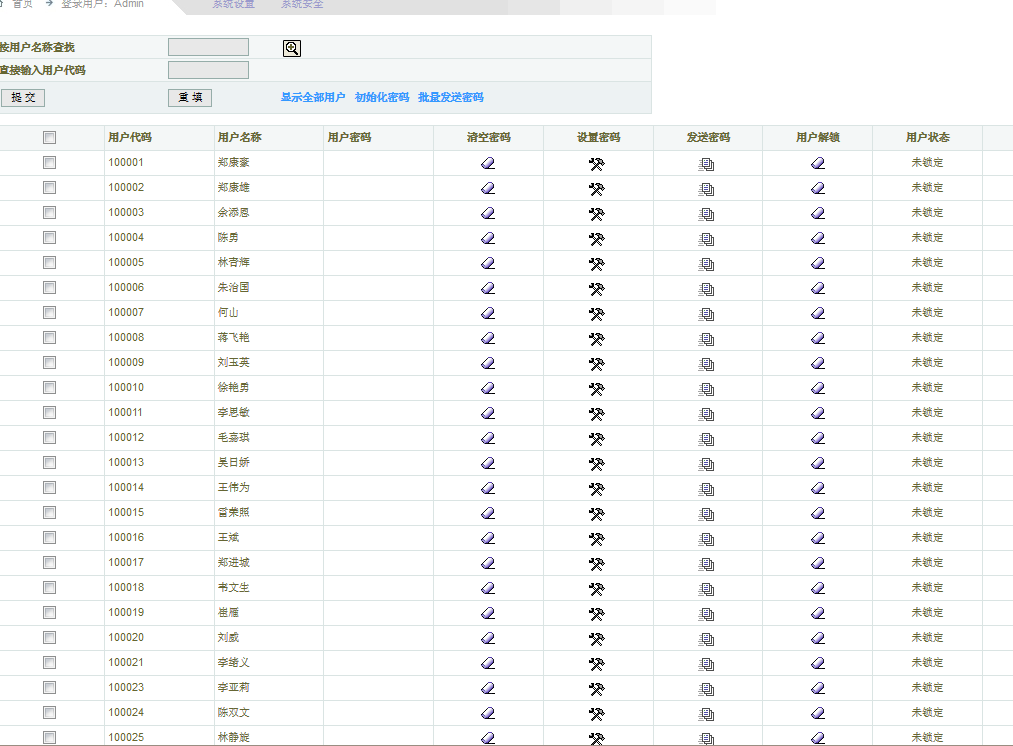 首页 登录用户：Admin 系统设置 系统安全
按用户名称查找
直接输入用户代码
提交 重填 显示全部用户 初始化密码 批量发送密码
用户代码 用户名称 用户密码 清空密码 设置密码 发送密码 用户解锁 用户状态
100001 郑康豪 未锁定
100002 郑康雄 未锁定
100003 余添恩 未锁定
100004 陈勇 未锁定
100005 林青辉 未锁定
100006 朱治国 未锁定
100007 何山 未锁定
100008 蒋飞艳 未锁定
100009 刘玉英 未锁定
100010 徐艳勇 未锁定
100011 李思敏 未锁定
100012 毛嘉琪 未锁定
100013 吴日娇 未锁定
100014 王伟为 未锁定
100015 曾荣照 未锁定
100016 王斌 未锁定
100017 郑进城 未锁定
100018 韦文生 未锁定
100019 崔雁 未锁定
100020 刘威 未锁定
100021 李绪义 未锁定
100023 李亚莉 未锁定
100024 陈双文 未锁定
100025 林静旋 未锁定